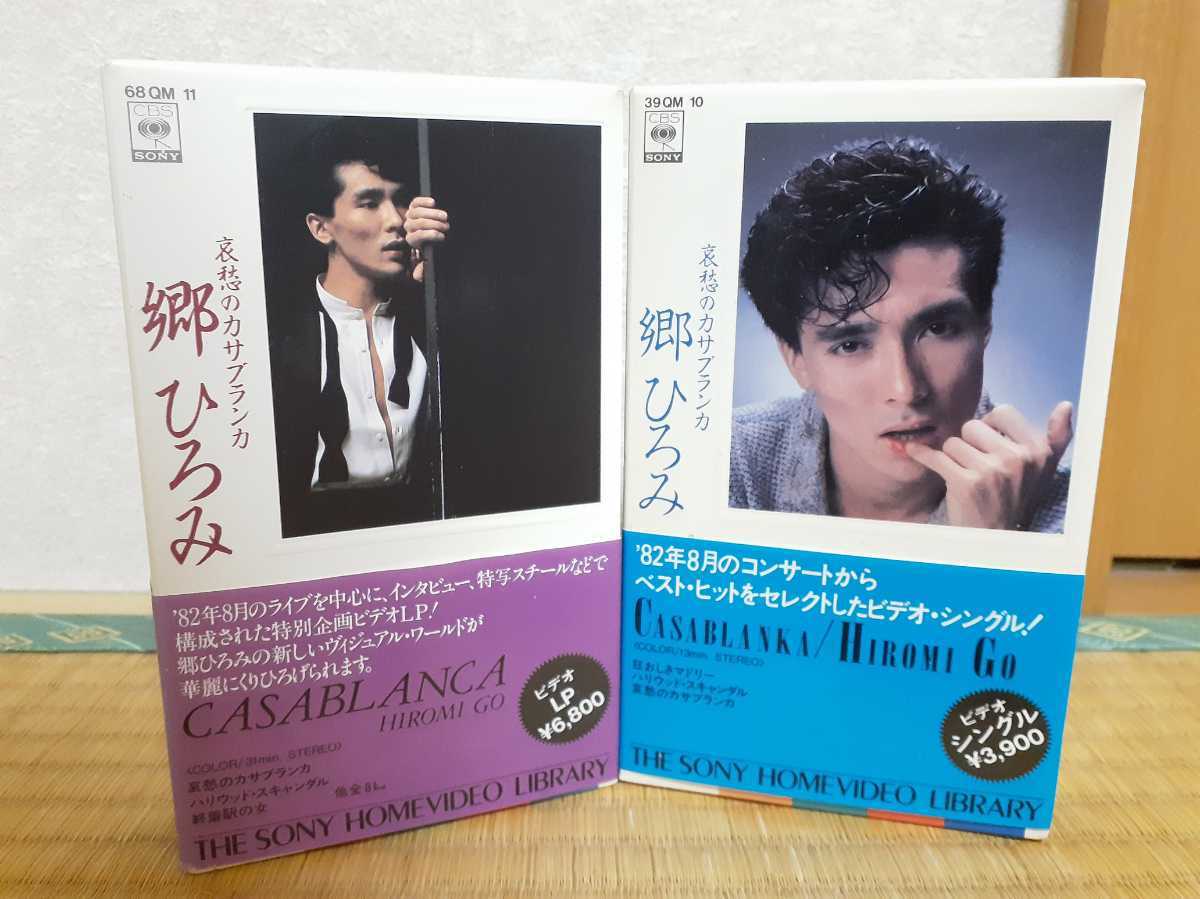 68QM 11
CBS
SONY
哀愁のカサブランカ
郷ひろみ
'82年8月のライブを中心に、インタビュー、特写スチールなどで
構成された特別企画ビデオLP!
郷ひろみの新しいヴィジュアル・ワールドが
華麗にくりひろげられます。
CASABLANCA
HIROMI GO
ビデオ
LP
¥6,800
<COLOR/31min. STEREO>
哀愁のカサブランカ
ハリウッド・スキャンダル
終着駅の女
他全8
THE SONY HOMEVIDEO LIBRARY
39QM 10
CBS
SONY
哀愁のカサブランカ
郷ひろみ
'82年8月のコンサートから
ベスト・ヒットをセレクトしたビデオ・シングル!
CASABLANKA/HIROMI GO
<COLOR/13min. STEREO>
狂おしきマドリー
ハリウッド・スキャンダル
哀愁のカサブランカ
ビデオ
シングル
¥3,900
THE SONY HOMEVIDEO LIBRARY